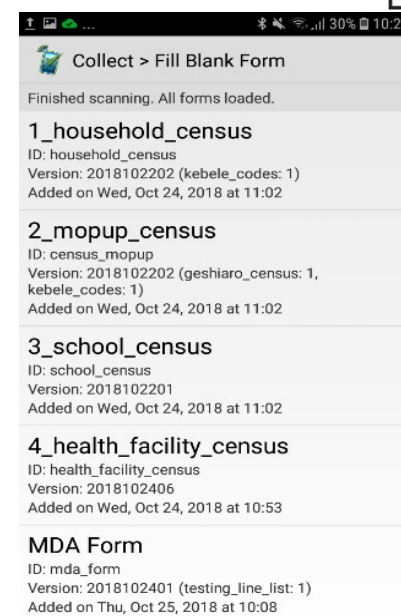 ... 30% 10:2
Collect > Fill Blank Form
Finished scanning. All forms loaded.
1_household_census
ID: household_census
Version: 2018102202 (kebele_codes: 1)
Added on Wed, Oct 24, 2018 at 11:02
2_mopup_census
ID: census_mopup
Version: 2018102202 (geshiaro_census: 1,
kebele_codes: 1)
Added on Wed, Oct 24, 2018 at 11:02
3_school_census
ID: school_census
Version: 2018102201
Added on Wed, Oct 24, 2018 at 11:02
4_health_facility_census
ID: health_facility_census
Version: 2018102406
Added on Wed, Oct 24, 2018 at 10:53
MDA Form
ID: mda_form
Version: 2018102401 (testing_line_list: 1)
Added on Thu, Oct 25, 2018 at 10:08